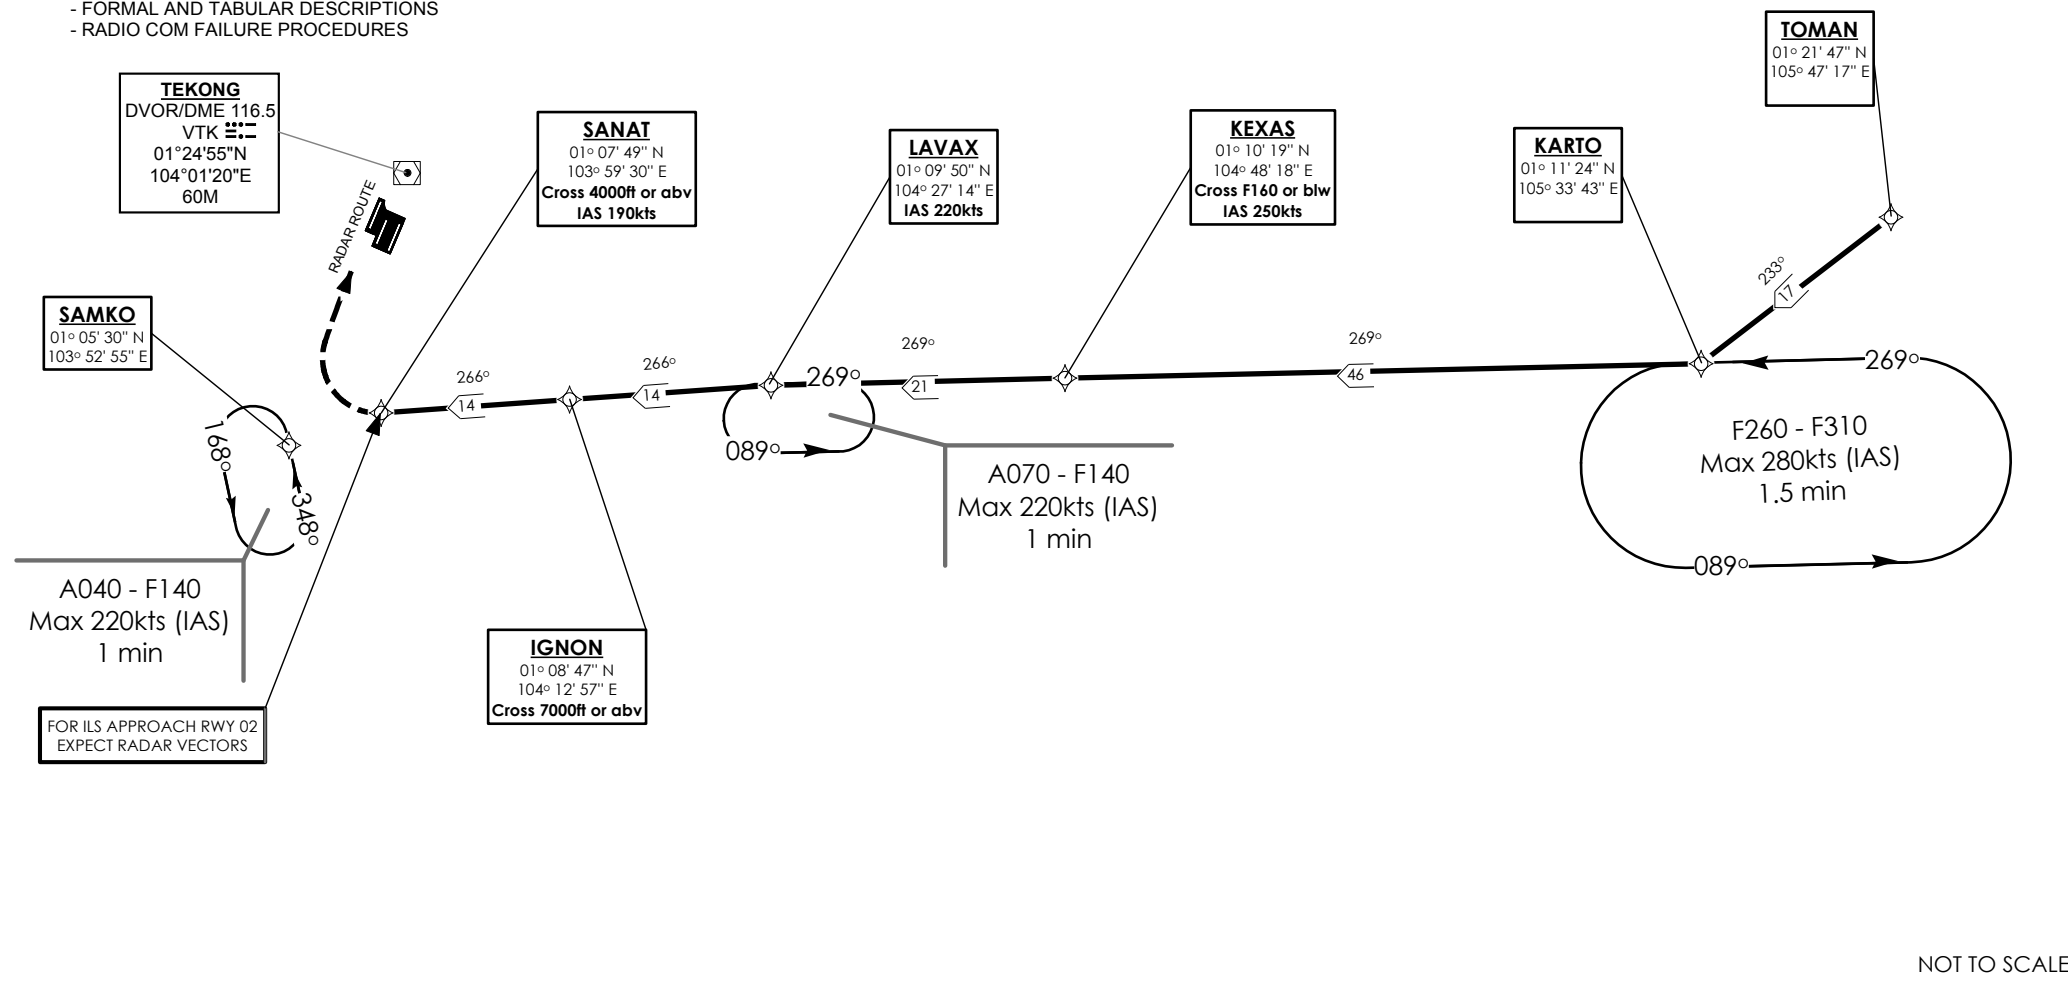 - FORMAL AND TABULAR DESCRIPTIONS
- RADIO COM FAILURE PROCEDURES
TEKONG
DVOR/DME 116.5
VTK
01°24'55"N
104°01'20"E
60M
RADAR ROUTE
SANAT
01° 07' 49" N
103° 59' 30" E
Cross 4000ft or abv
IAS 190kts
LAVAX
01° 09' 50" N
104° 27' 14" E
IAS 220kts
KEXAS
01° 10' 19" N
104° 48' 18" E
Cross F160 or blw
IAS 250kts
KARTO
01° 11' 24" N
105° 33' 43" E
TOMAN
01° 21' 47" N
105° 47' 17" E
233°
17
SAMKO
01° 05' 30" N
103° 52' 55" E
266°
14
266°
14
269°
269°
21
269°
46
269°
089°
168°
348°
A040 - F140
Max 220kts (IAS)
1 min
A070 - F140
Max 220kts (IAS)
1 min
F260 - F310
Max 280kts (IAS)
1.5 min
089°
IGNON
01° 08' 47" N
104° 12' 57" E
Cross 7000ft or abv
FOR ILS APPROACH RWY 02
EXPECT RADAR VECTORS
NOT TO SCALE